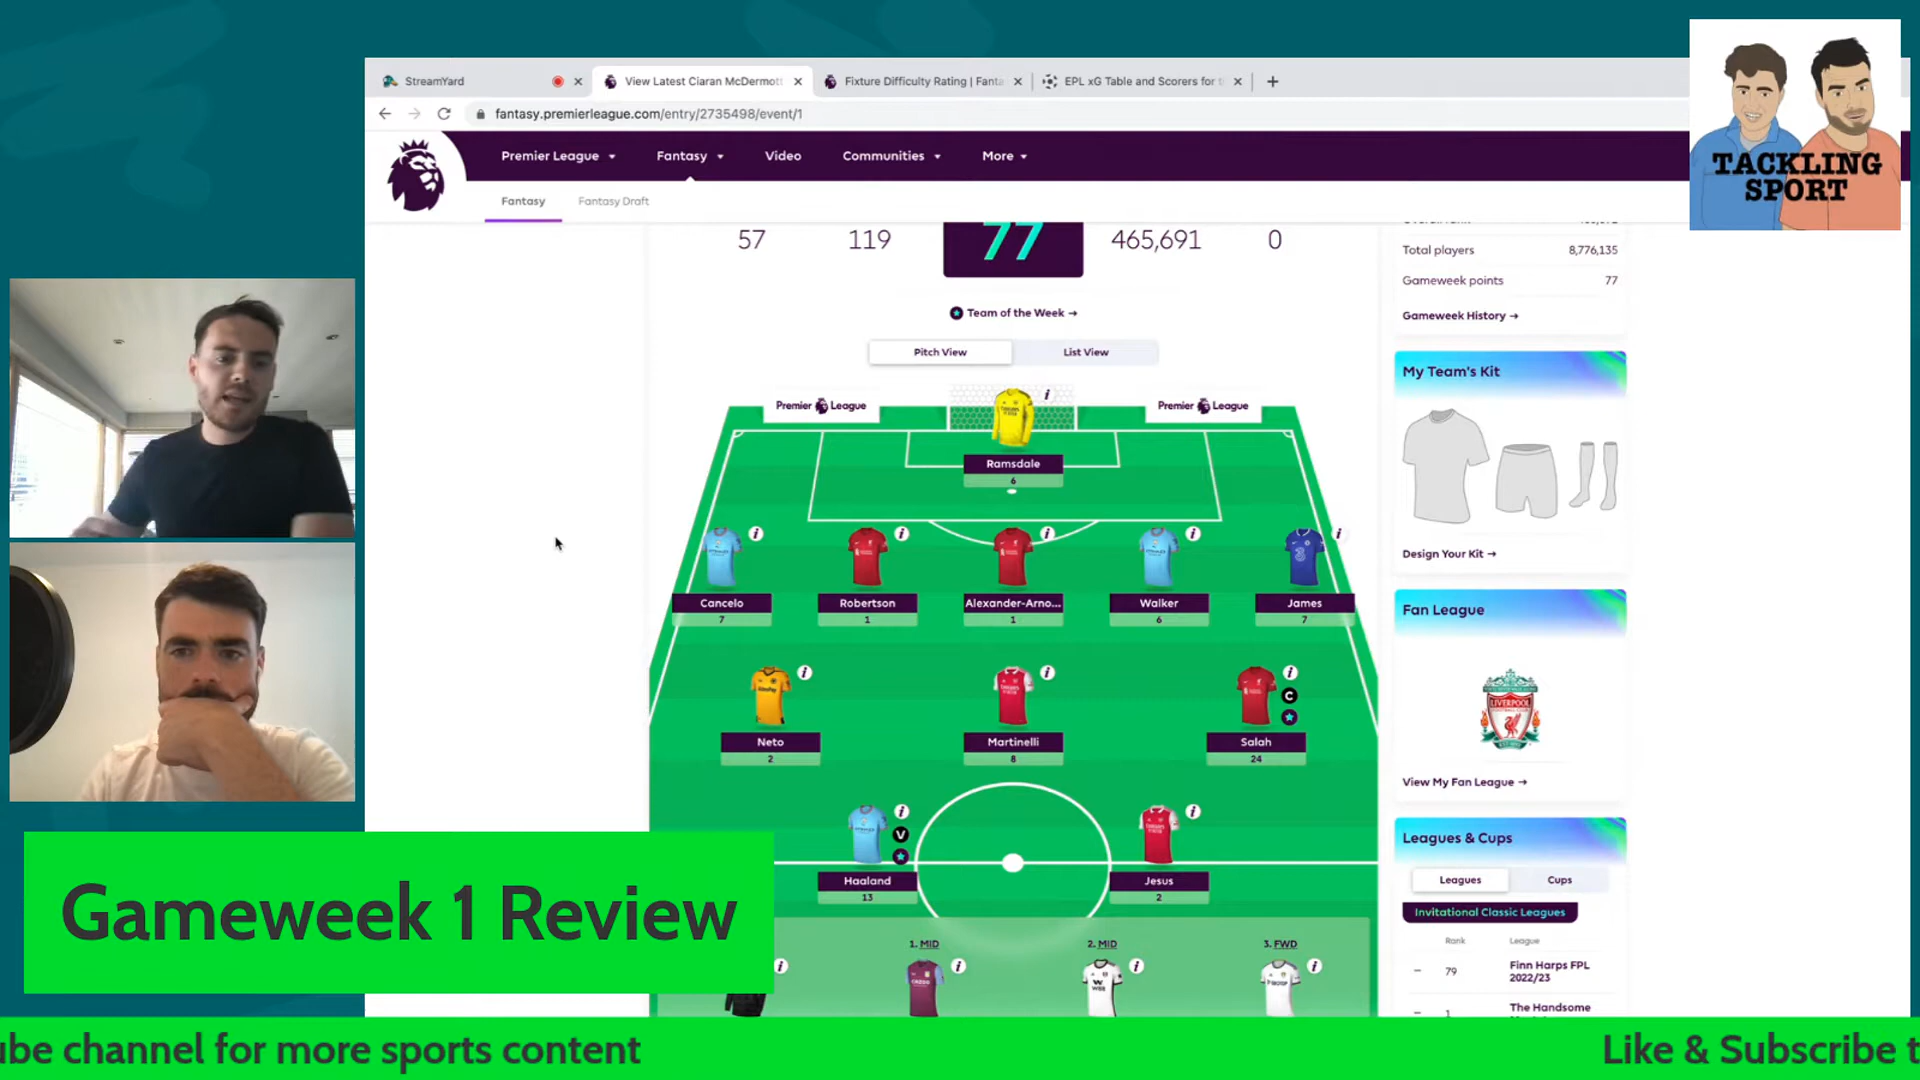 StreamYard
View Latest Ciaran McDermott
Fixture Difficulty Rating | Fanta
EPL xG Table and Scorers for t
fantasy.premierleague.com/entry/2735498/event/1
Premier League
Fantasy
Video
Communities
More
Fantasy
Fantasy Draft
TACKLING
SPORT
57
119
77
465,691
0
Total players
8,776,135
Gameweek points
77
Gameweek History →
Team of the Week →
Pitch View
List View
Premier League
Premier League
Ramsdale
6
Cancelo
7
Robertson
1
Alexander-Arno...
1
Walker
6
James
7
Neto
2
Martinelli
8
C
Salah
24
V
Haaland
13
Jesus
2
1. MID
2. MID
3. FWD
My Team's Kit
Design Your Kit →
Fan League
LIVERPOOL
View My Fan League →
Leagues & Cups
Leagues
Cups
Invitational Classic Leagues
Rank
League
79
Finn Harps FPL
2022/23
1
The Handsome
Gameweek 1 Review
ube channel for more sports content
Like & Subscribe t